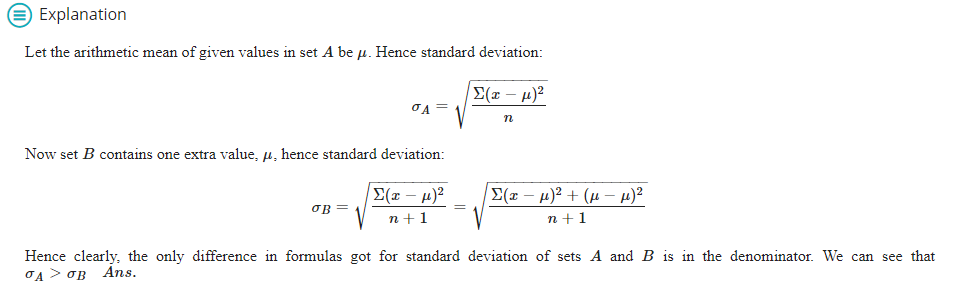 Explanation
Let the arithmetic mean of given values in set A be μ. Hence standard deviation:
σ_A = √(Σ(x − μ)² / n)
Now set B contains one extra value, μ, hence standard deviation:
σ_B = √(Σ(x − μ)² / (n + 1)) = √((Σ(x − μ)² + (μ − μ)²) / (n + 1))
Hence clearly, the only difference in formulas got for standard deviation of sets A and B is in the denominator. We can see that
σ_A > σ_B Ans.